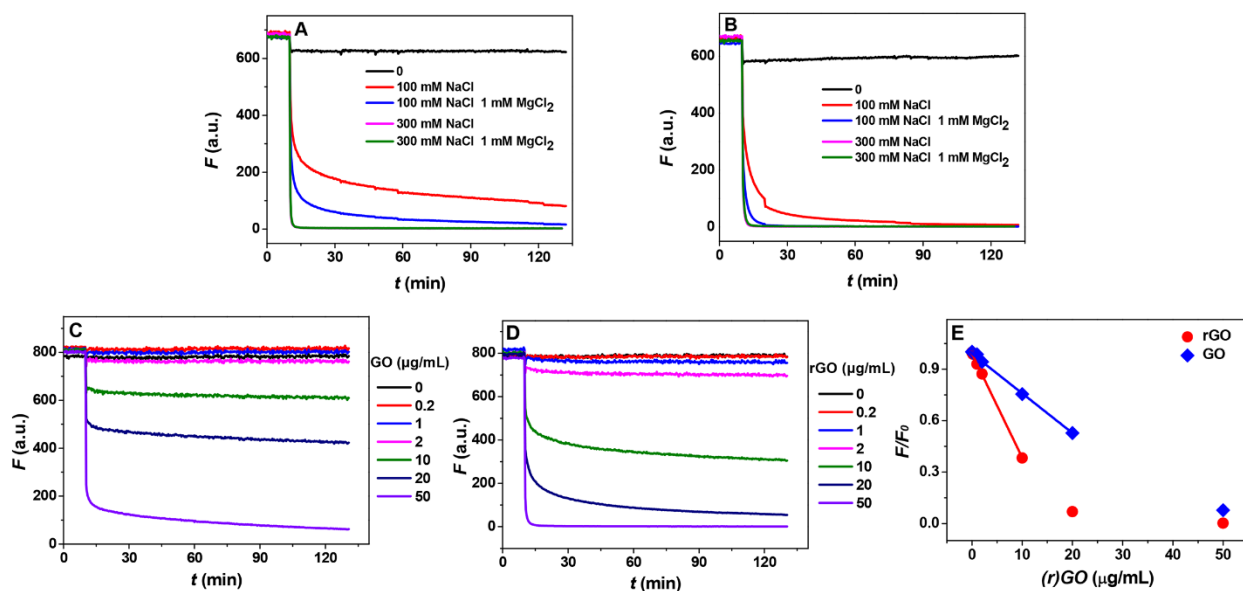 A
F (a.u.)
600
400
200
0
0
100 mM NaCl
100 mM NaCl 1 mM MgCl2
300 mM NaCl
300 mM NaCl 1 mM MgCl2
0 30 60 90 120
t (min)
B
F (a.u.)
600
400
200
0
0
100 mM NaCl
100 mM NaCl 1 mM MgCl2
300 mM NaCl
300 mM NaCl 1 mM MgCl2
0 30 60 90 120
t (min)
C
F (a.u.)
800
600
400
200
0
0 30 60 90 120
t (min)
GO (μg/mL)
0
0.2
1
2
10
20
50
D
F (a.u.)
800
600
400
200
0
0 30 60 90 120
t (min)
rGO (μg/mL)
0
0.2
1
2
10
20
50
E
F/F0
0.9
0.6
0.3
0.0
rGO
GO
0 10 20 30 40 50
(r)GO (μg/mL)